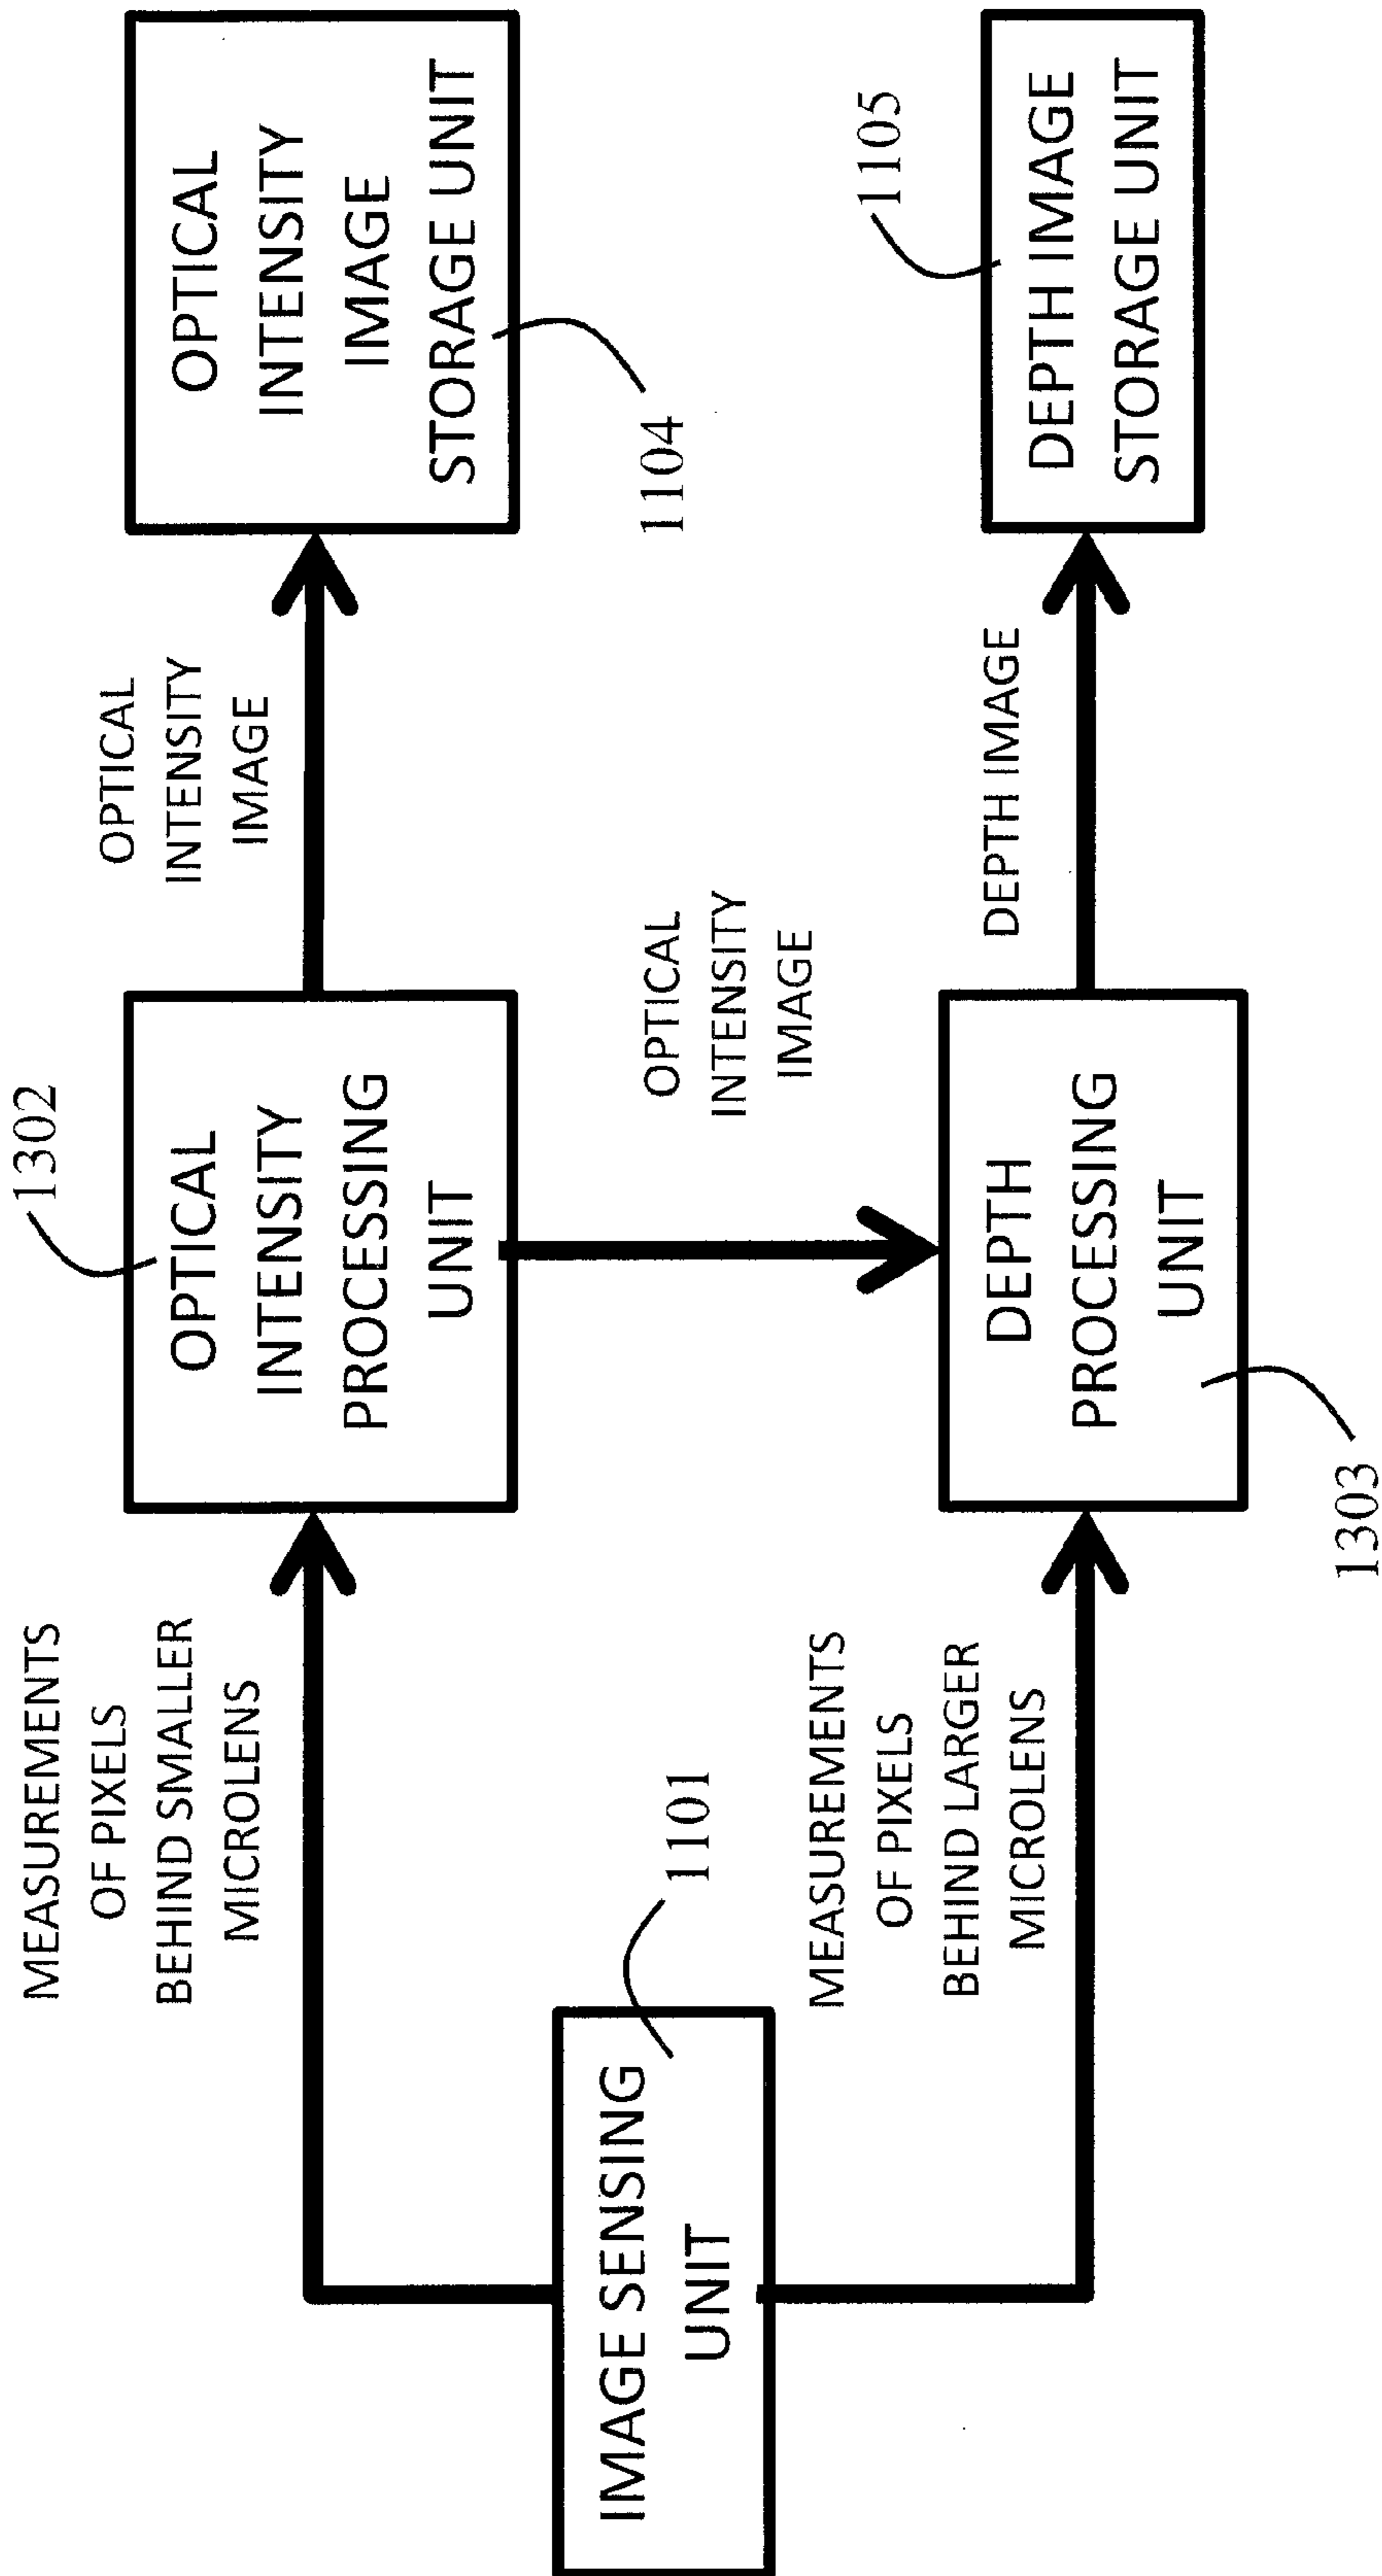 1302
MEASUREMENTS
OF PIXELS
BEHIND SMALLER
MICROLENS
OPTICAL
INTENSITY
PROCESSING
UNIT
OPTICAL
INTENSITY
IMAGE
OPTICAL
INTENSITY
IMAGE
STORAGE UNIT
1104
IMAGE SENSING
UNIT
1101
OPTICAL
INTENSITY
IMAGE
MEASUREMENTS
OF PIXELS
BEHIND LARGER
MICROLENS
DEPTH
PROCESSING
UNIT
1303
DEPTH IMAGE
1105
DEPTH IMAGE
STORAGE UNIT